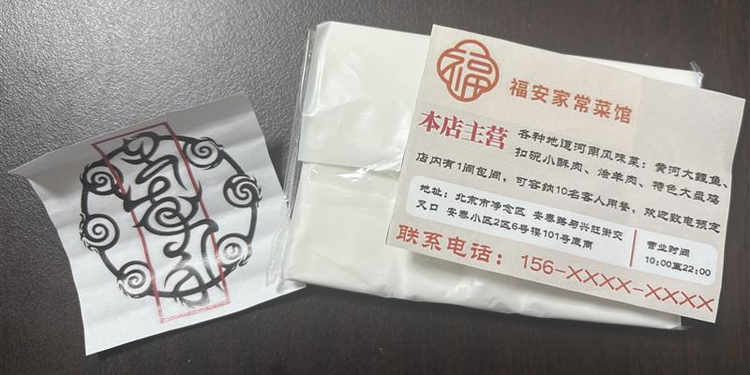 福
福安家常菜馆
本店主营
各种地道河南风味菜：黄河大鲤鱼、
扣碗小酥肉、烩羊肉、特色大盘鸡
店内有1间包间，可容纳10名客人用餐，欢迎致电预定
地址：北京市净念区 安泰路与兴旺街交
叉口 安泰小区2区6号楼101号底商
营业时间
10:00至22:00
联系电话：156-XXXX-XXXX